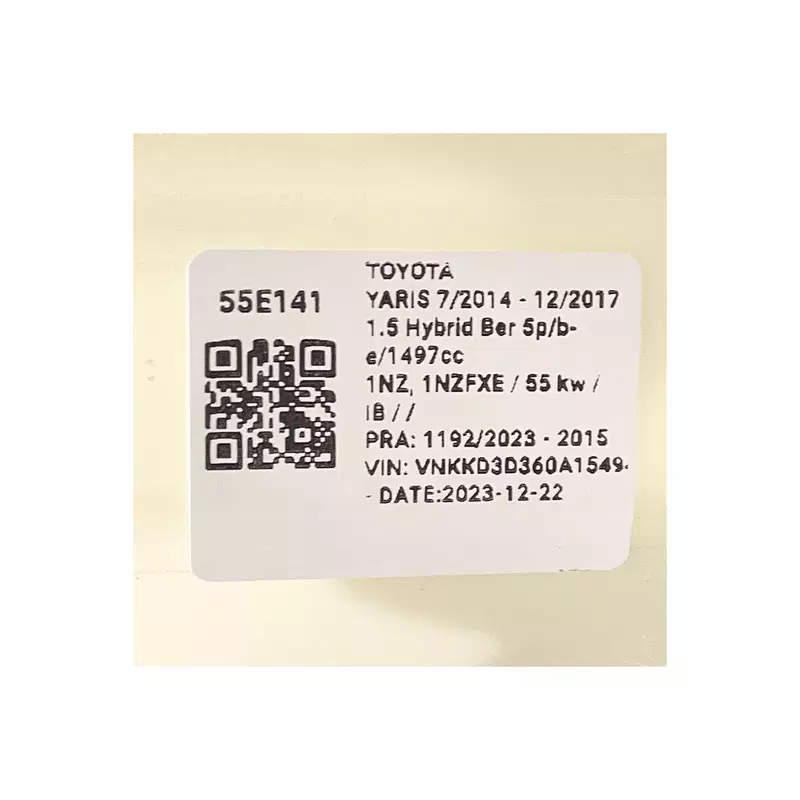 55E141
TOYOTA
YARIS 7/2014 - 12/2017
1.5 Hybrid Ber 5p/b-
e/1497cc
1NZ, 1NZFXE / 55 kw /
IB / /
PRA: 1192/2023 - 2015
VIN: VNKKD3D360A1549
- DATE:2023-12-22